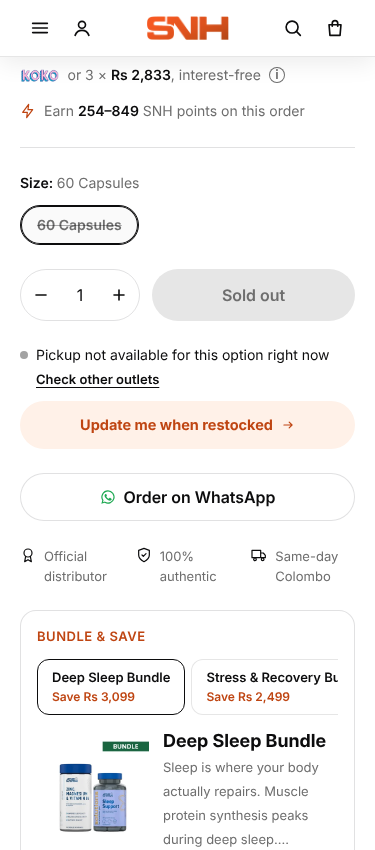 SNH
KOKO or 3 × Rs 2,833, interest-free
Earn 254–849 SNH points on this order
Size: 60 Capsules
60 Capsules
1
Sold out
Pickup not available for this option right now
Check other outlets
Update me when restocked →
Order on WhatsApp
Official distributor
100% authentic
Same-day Colombo
BUNDLE & SAVE
Deep Sleep Bundle
Save Rs 3,099
Stress & Recovery Bu
Save Rs 2,499
BUNDLE
Deep Sleep Bundle
Sleep is where your body
actually repairs. Muscle
protein synthesis peaks
during deep sleep....
Sleep
Support